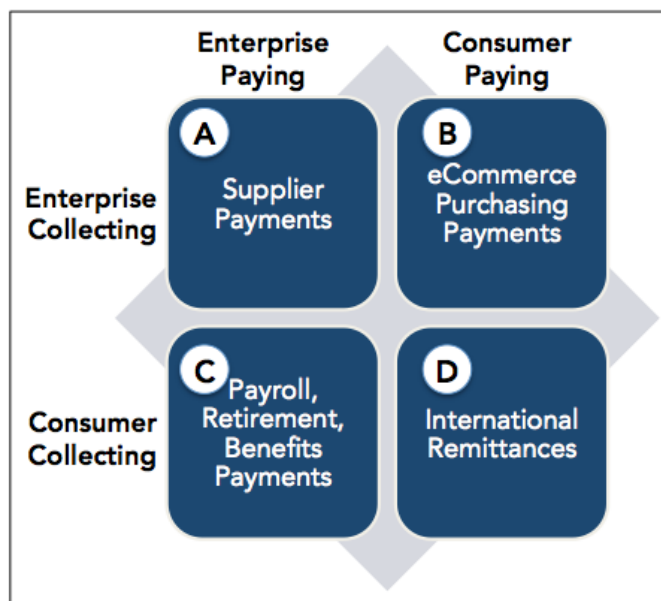 Enterprise
Paying
Consumer
Paying
Enterprise
Collecting
A
Supplier
Payments
B
eCommerce
Purchasing
Payments
Consumer
Collecting
C
Payroll,
Retirement,
Benefits
Payments
D
International
Remittances